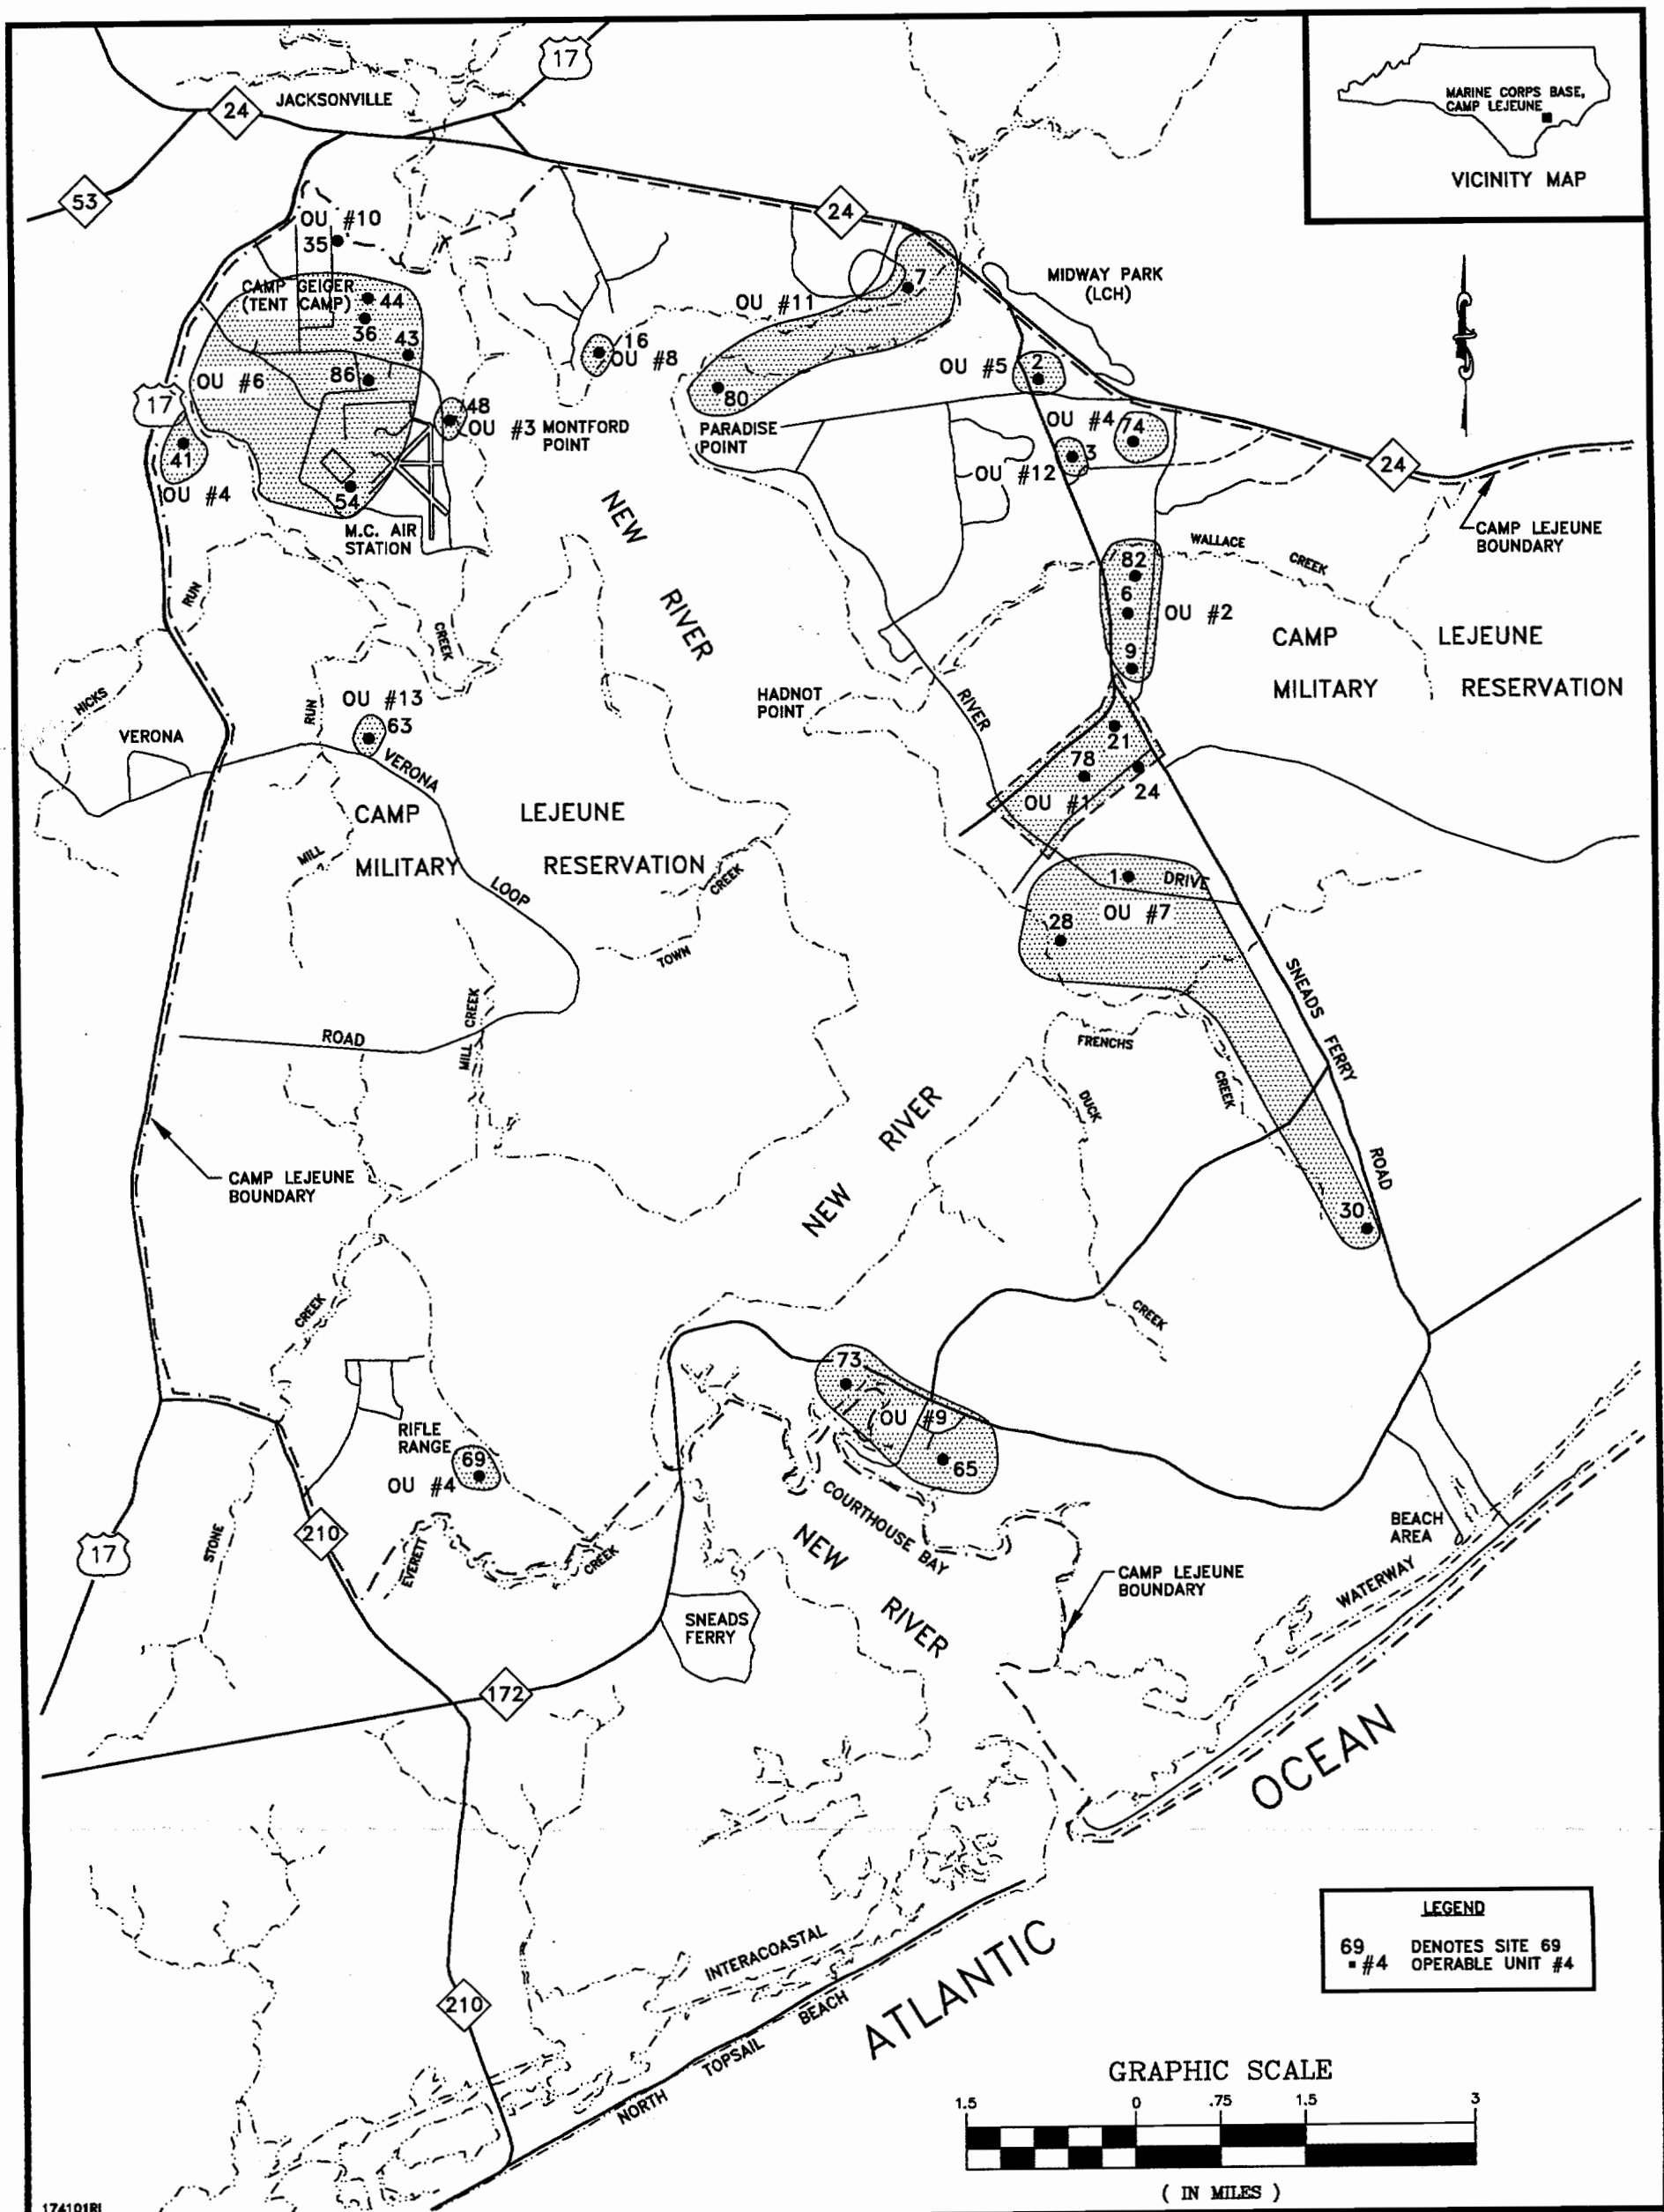 17
JACKSONVILLE
24
53
MARINE CORPS BASE,
CAMP LEJEUNE
VICINITY MAP
OU #10
35
24
CAMP GEIGER
(TENT CAMP)
44
36
43
86
OU #6
17
41
OU #4
54
M.C. AIR
STATION
48
OU #3
MONTFORD
POINT
16
OU #8
OU #11
7
80
PARADISE
POINT
MIDWAY PARK
(LCH)
OU #5
2
OU #4
74
3
OU #12
24
CAMP LEJEUNE
BOUNDARY
NEW
RIVER
WALLACE
CREEK
82
6
OU #2
9
CAMP LEJEUNE
MILITARY RESERVATION
RUN
CREEK
HICKS
VERONA
RUN
OU #13
63
VERONA
HADNOT
POINT
RIVER
21
78
24
OU #1
CAMP LEJEUNE
MILITARY RESERVATION
MILL
LOOP
CREEK
TOWN
1
DRIVE
OU #7
28
SNEADS
FERRY
ROAD
MILL CREEK
ROAD
FRENCHS
CREEK
DUCK
CREEK
30
RIVER
NEW
CAMP LEJEUNE
BOUNDARY
CREEK
73
OU #9
65
RIFLE
RANGE
69
OU #4
210
17
STONE
EVERETT
CREEK
COURTHOUSE BAY
NEW
RIVER
BEACH
AREA
CAMP LEJEUNE
BOUNDARY
WATERWAY
SNEADS
FERRY
172
OCEAN
ATLANTIC
INTERACOASTAL
210
NORTH TOPSAIL BEACH
LEGEND
69 DENOTES SITE 69
#4 OPERABLE UNIT #4
GRAPHIC SCALE
1.5 0 .75 1.5 3
( IN MILES )
174101RI